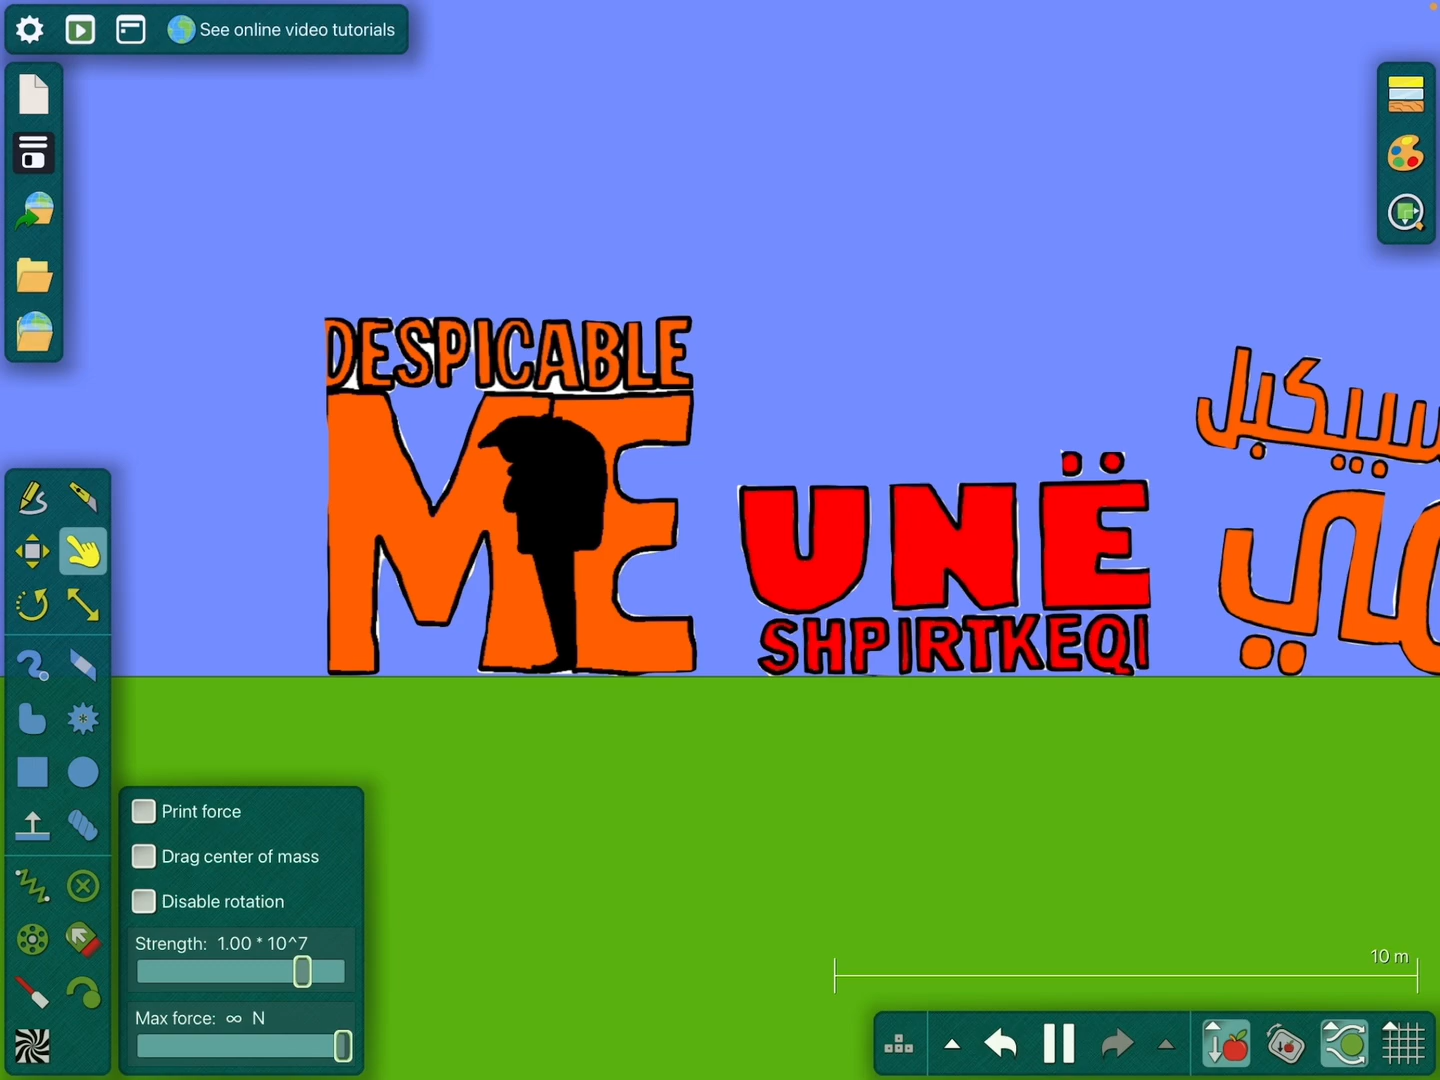 See online video tutorials
DESPICABLE
ME
UNË
SHPIRTKEQI
Print force
Drag center of mass
Disable rotation
Strength: 1.00 * 10^7
Max force: ∞ N
10 m